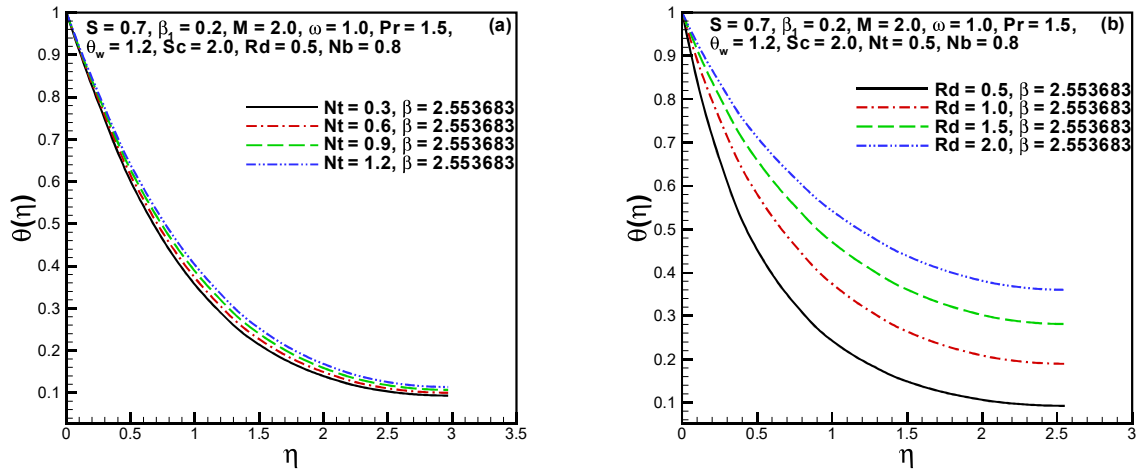 S = 0.7, β₁ = 0.2, M = 2.0, ω = 1.0, Pr = 1.5,
θw = 1.2, Sc = 2.0, Rd = 0.5, Nb = 0.8
(a)
Nt = 0.3, β = 2.553683
Nt = 0.6, β = 2.553683
Nt = 0.9, β = 2.553683
Nt = 1.2, β = 2.553683
θ(η)
1
0.9
0.8
0.7
0.6
0.5
0.4
0.3
0.2
0.1
0
0.5
1
1.5
2
2.5
3
3.5
η
S = 0.7, β₁ = 0.2, M = 2.0, ω = 1.0, Pr = 1.5,
θw = 1.2, Sc = 2.0, Nt = 0.5, Nb = 0.8
(b)
Rd = 0.5, β = 2.553683
Rd = 1.0, β = 2.553683
Rd = 1.5, β = 2.553683
Rd = 2.0, β = 2.553683
θ(η)
1
0.9
0.8
0.7
0.6
0.5
0.4
0.3
0.2
0.1
0
0.5
1
1.5
2
2.5
3
η